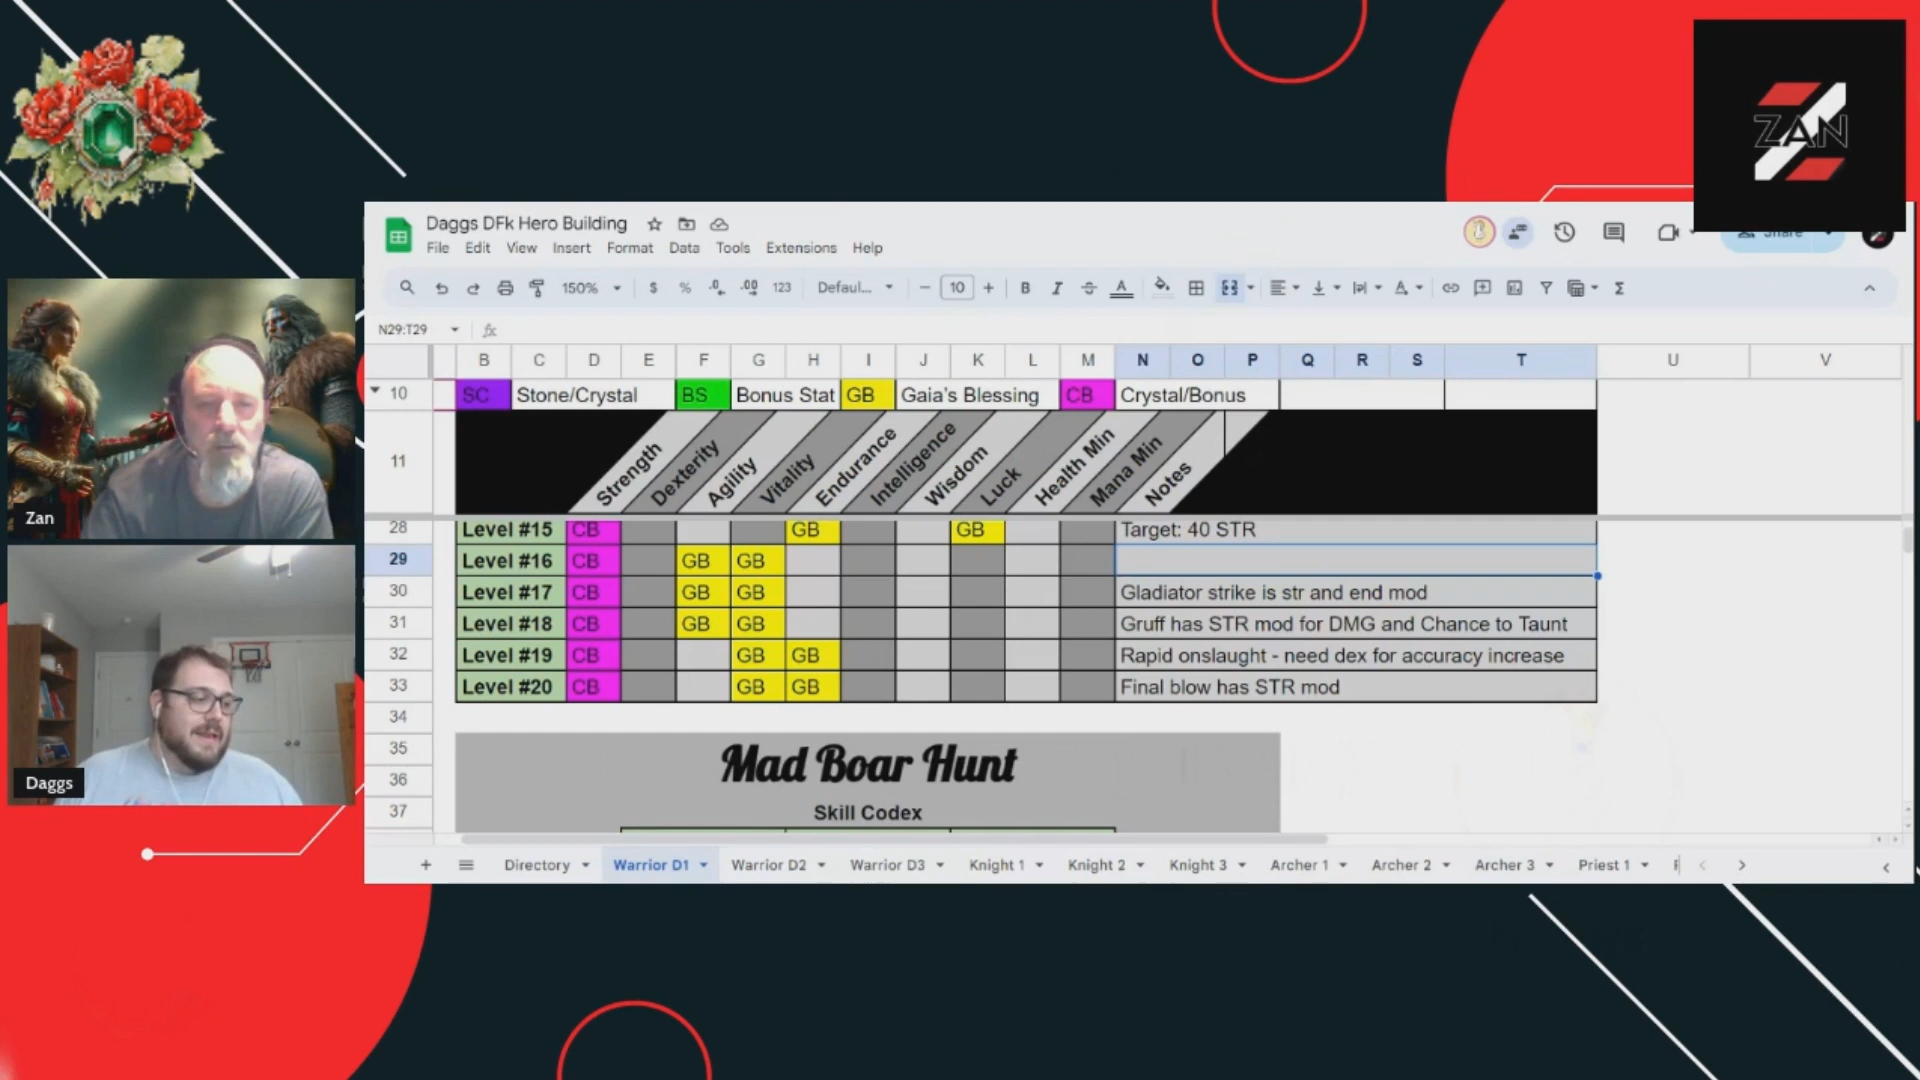 ZAN
Daggs DFk Hero Building
File Edit View Insert Format Data Tools Extensions Help
150% $ % .0 .00 123 Defaul... 10 B I A
N29:T29 fx
B C D E F G H I J K L M N O P Q R S T U V
10 SC Stone/Crystal BS Bonus Stat GB Gaia's Blessing CB Crystal/Bonus
11 Strength Dexterity Agility Vitality Endurance Intelligence Wisdom Luck Health Min Mana Min Notes
28 Level #15 CB GB GB Target: 40 STR
29 Level #16 CB GB GB
30 Level #17 CB GB GB Gladiator strike is str and end mod
31 Level #18 CB GB GB Gruff has STR mod for DMG and Chance to Taunt
32 Level #19 CB GB GB Rapid onslaught - need dex for accuracy increase
33 Level #20 CB GB GB Final blow has STR mod
34
35 Mad Boar Hunt
36
37 Skill Codex
Directory Warrior D1 Warrior D2 Warrior D3 Knight 1 Knight 2 Knight 3 Archer 1 Archer 2 Archer 3 Priest 1
Zan
Daggs